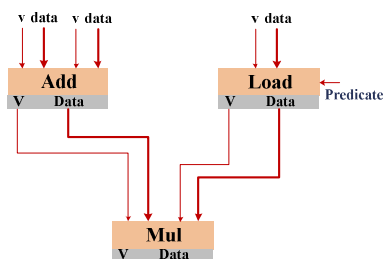 v data v data
v data
Add
V Data
Load
V Data
Predicate
Mul
V Data